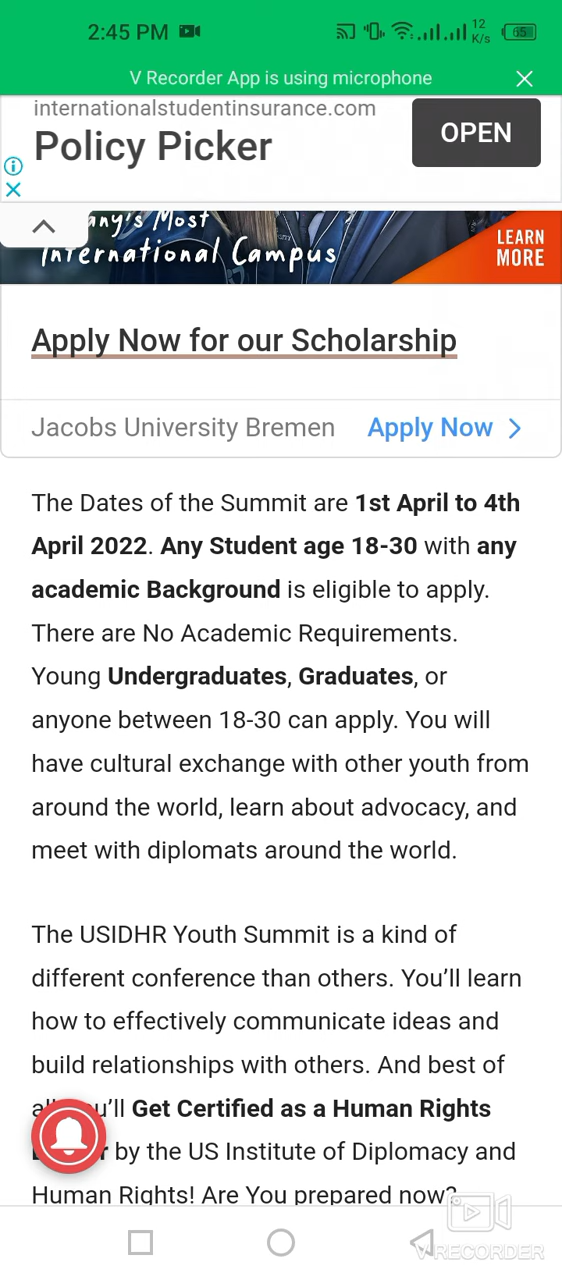 2:45 PM
12
K/s
65
V Recorder App is using microphone
internationalstudentinsurance.com
Policy Picker
OPEN
any's Most
International Campus
LEARN
MORE
Apply Now for our Scholarship
Jacobs University Bremen
Apply Now
The Dates of the Summit are 1st April to 4th
April 2022. Any Student age 18-30 with any
academic Background is eligible to apply.
There are No Academic Requirements.
Young Undergraduates, Graduates, or
anyone between 18-30 can apply. You will
have cultural exchange with other youth from
around the world, learn about advocacy, and
meet with diplomats around the world.
The USIDHR Youth Summit is a kind of
different conference than others. You'll learn
how to effectively communicate ideas and
build relationships with others. And best of
u'll Get Certified as a Human Rights
by the US Institute of Diplomacy and
Human Rights! Are You prepared now?
VRECORDER